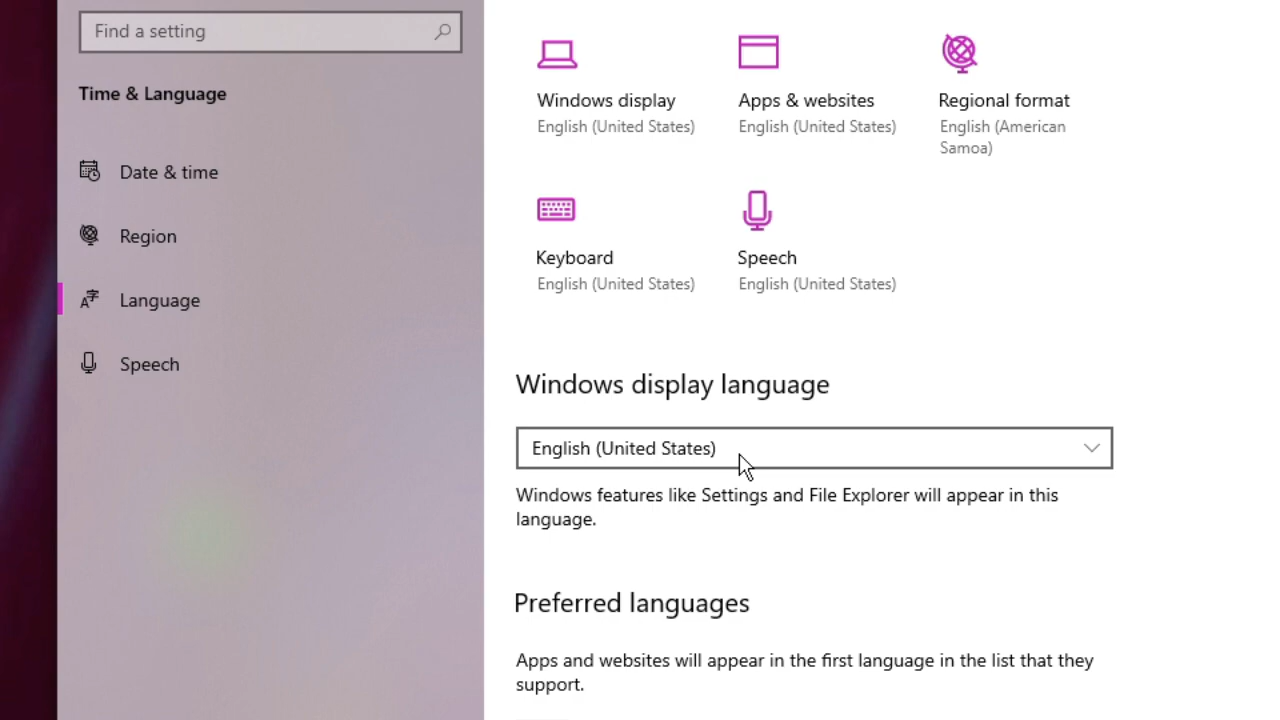 Find a setting
Time & Language
Date & time
Region
Language
Speech
Windows display
English (United States)
Apps & websites
English (United States)
Regional format
English (American
Samoa)
Keyboard
English (United States)
Speech
English (United States)
Windows display language
English (United States)
Windows features like Settings and File Explorer will appear in this
language.
Preferred languages
Apps and websites will appear in the first language in the list that they
support.